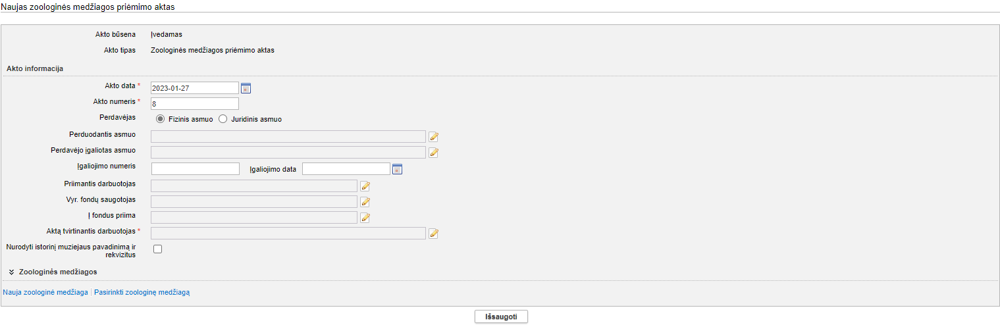 Naujas zoologinės medžiagos priėmimo aktas
Akto būsena Įvedamas
Akto tipas Zoologinės medžiagos priėmimo aktas
Akto informacija
Akto data * 2023-01-27
Akto numeris * 8
Perdavėjas Fizinis asmuo Juridinis asmuo
Perduodantis asmuo
Perdavėjo įgaliotas asmuo
Įgaliojimo numeris Įgaliojimo data
Priimantis darbuotojas
Vyr. fondų saugotojas
Į fondus priima
Aktą tvirtinantis darbuotojas *
Nurodyti istorinį muziejaus pavadinimą ir
rekvizitus
Zoologinės medžiagos
Nauja zoologinė medžiaga | Pasirinkti zoologinę medžiagą
Išsaugoti